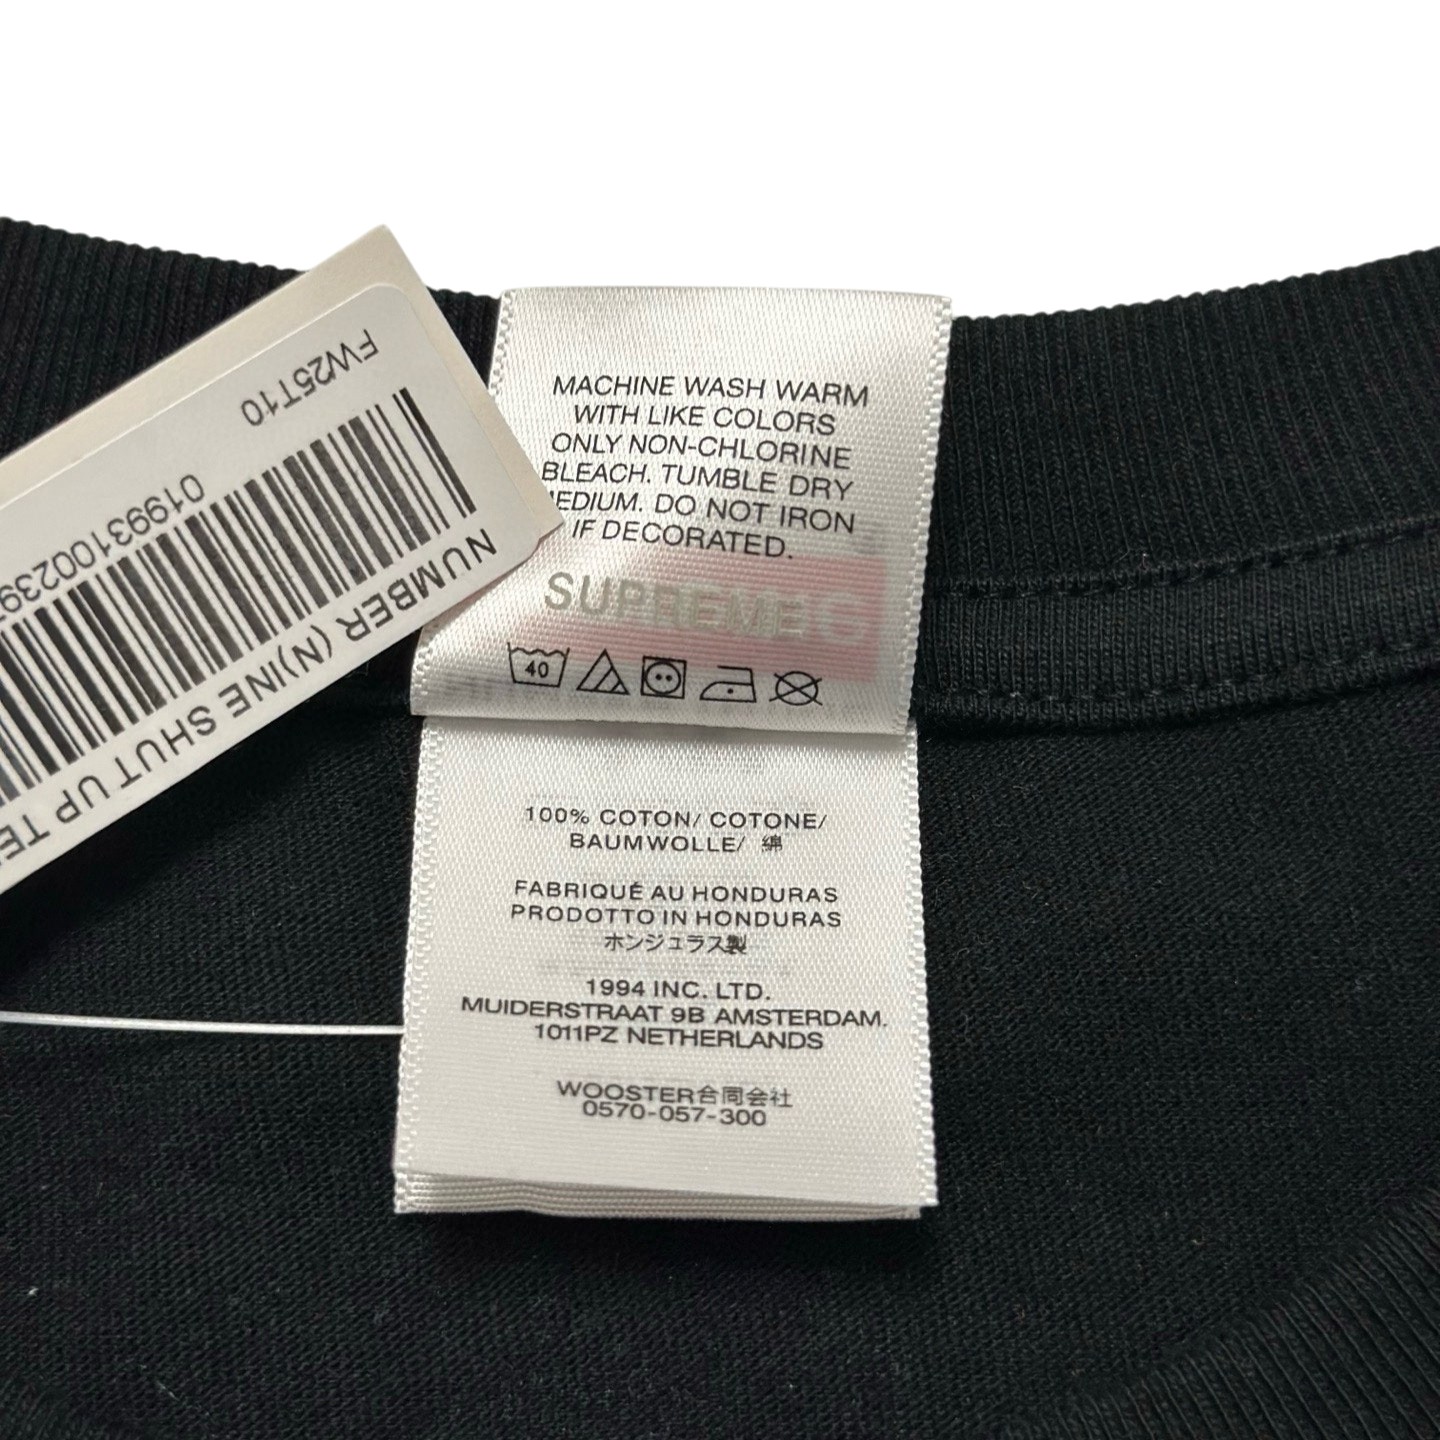 FW25T10
0199310023
NUMBER (N)INE SHUT UP
MACHINE WASH WARM
WITH LIKE COLORS
ONLY NON-CHLORINE
BLEACH. TUMBLE DRY
MEDIUM. DO NOT IRON
IF DECORATED.
SUPREME
40
100% COTON/ COTONE/
BAUMWOLLE/ 綿
FABRIQUÉ AU HONDURAS
PRODOTTO IN HONDURAS
ホンジュラス製
1994 INC. LTD.
MUIDERSTRAAT 9B AMSTERDAM.
1011PZ NETHERLANDS
WOOSTER合同会社
0570-057-300